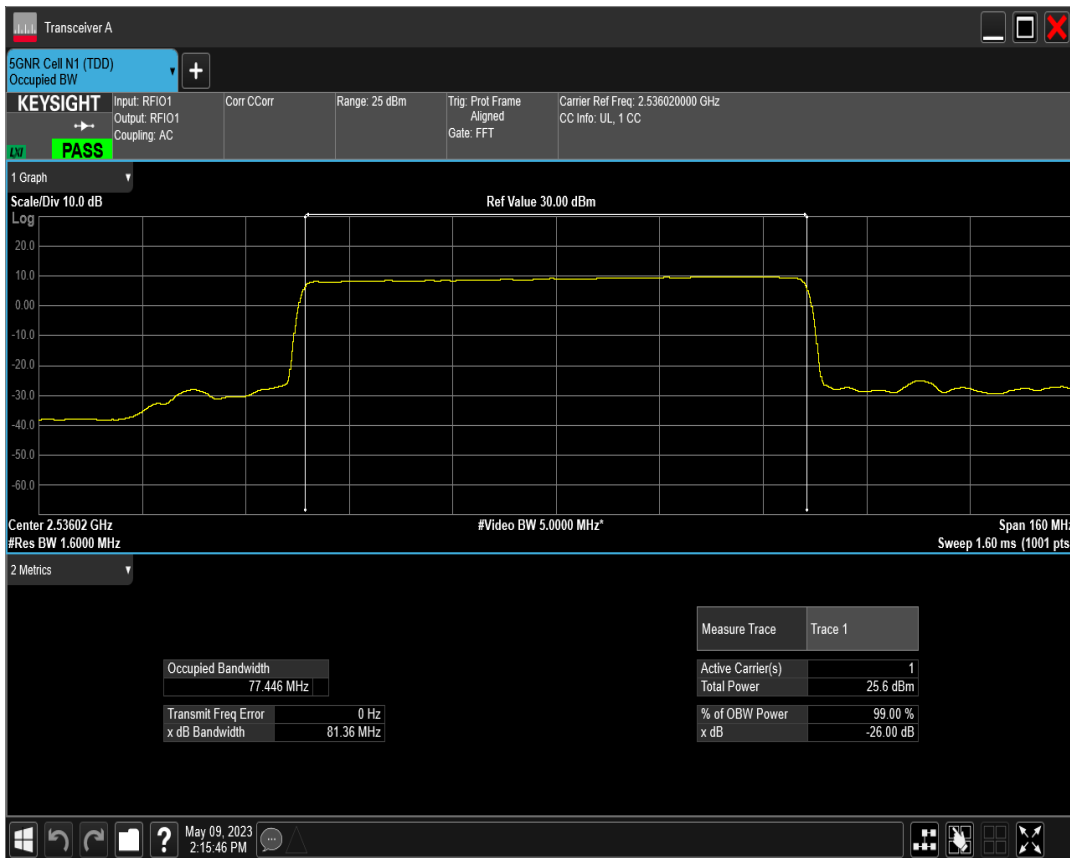 Transceiver A
5GNR Cell N1 (TDD)
Occupied BW
+
KEYSIGHT
LXI
PASS
Input: RFIO1
Output: RFIO1
Coupling: AC
Corr CCorr
Range: 25 dBm
Trig: Prot Frame
Aligned
Gate: FFT
Carrier Ref Freq: 2.536020000 GHz
CC Info: UL, 1 CC
1 Graph
Scale/Div 10.0 dB
Ref Value 30.00 dBm
Log
20.0
10.0
0.00
-10.0
-20.0
-30.0
-40.0
-50.0
-60.0
Center 2.53602 GHz
#Video BW 5.0000 MHz*
Span 160 MHz
#Res BW 1.6000 MHz
Sweep 1.60 ms (1001 pts
2 Metrics
Measure Trace Trace 1
Occupied Bandwidth
77.446 MHz
Active Carrier(s) 1
Total Power 25.6 dBm
Transmit Freq Error 0 Hz
x dB Bandwidth 81.36 MHz
% of OBW Power 99.00 %
x dB -26.00 dB
?
May 09, 2023
2:15:46 PM